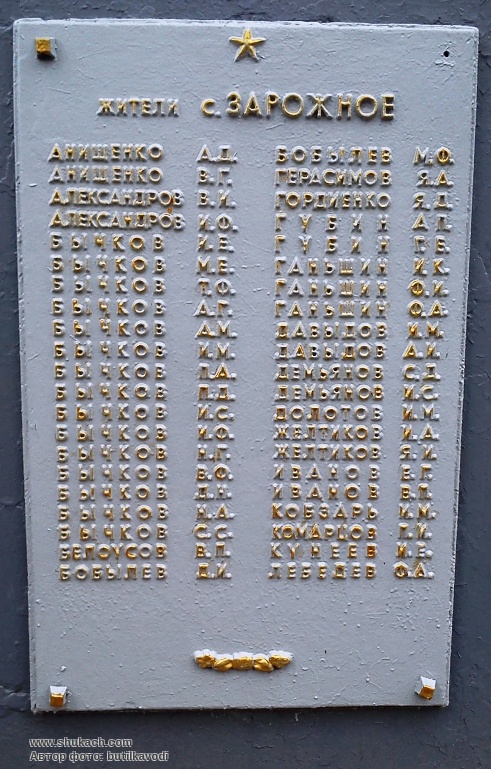 ЖИТЕЛИ с. ЗАРОЖНОЕ
АНИЩЕНКО А.Д.
АНИЩЕНКО В.Г.
АЛЕКСАНДРОВ В.И.
АЛЕКСАНДРОВ И.Ф.
БЫЧКОВ И.Е.
БЫЧКОВ М.Е.
БЫЧКОВ Т.Ф.
БЫЧКОВ А.Г.
БЫЧКОВ А.М.
БЫЧКОВ И.М.
БЫЧКОВ П.А.
БЫЧКОВ П.Д.
БЫЧКОВ И.С.
БЫЧКОВ И.Ф.
БЫЧКОВ Н.Г.
БЫЧКОВ В.Ф.
БЫЧКОВ Д.Н.
БЫЧКОВ Н.А.
БЫЧКОВ С.С.
БЕЛОУСОВ В.П.
БОБЫЛЕВ Д.И.
БОБЫЛЕВ М.Ф.
ГЕРАСИМОВ Я.А.
ГОРДИЕНКО Я.Д.
ГУБИН А.Г.
ГУБИН Г.Е.
ГАНЬШИН И.К.
ГАНЬШИН Ф.И.
ГАНЬШИН Ф.А.
ДАВЫДОВ И.М.
ДАВЫДОВ А.И.
ДЕМЬЯНОВ С.Д.
ДЕМЬЯНОВ И.С.
ДОЛОТОВ И.М.
ЖЕЛТИКОВ И.А.
ЖЕЛТИКОВ Я.И.
ИВАНОВ В.Г.
ИВАНОВ В.П.
КОБЗАРЬ И.М.
КОМАРЦОВ Т.И.
КУНЕЕВ И.Е.
ЛЕБЕДЕВ Ф.А.
www.shukach.com
Автор фото: butilkavodi